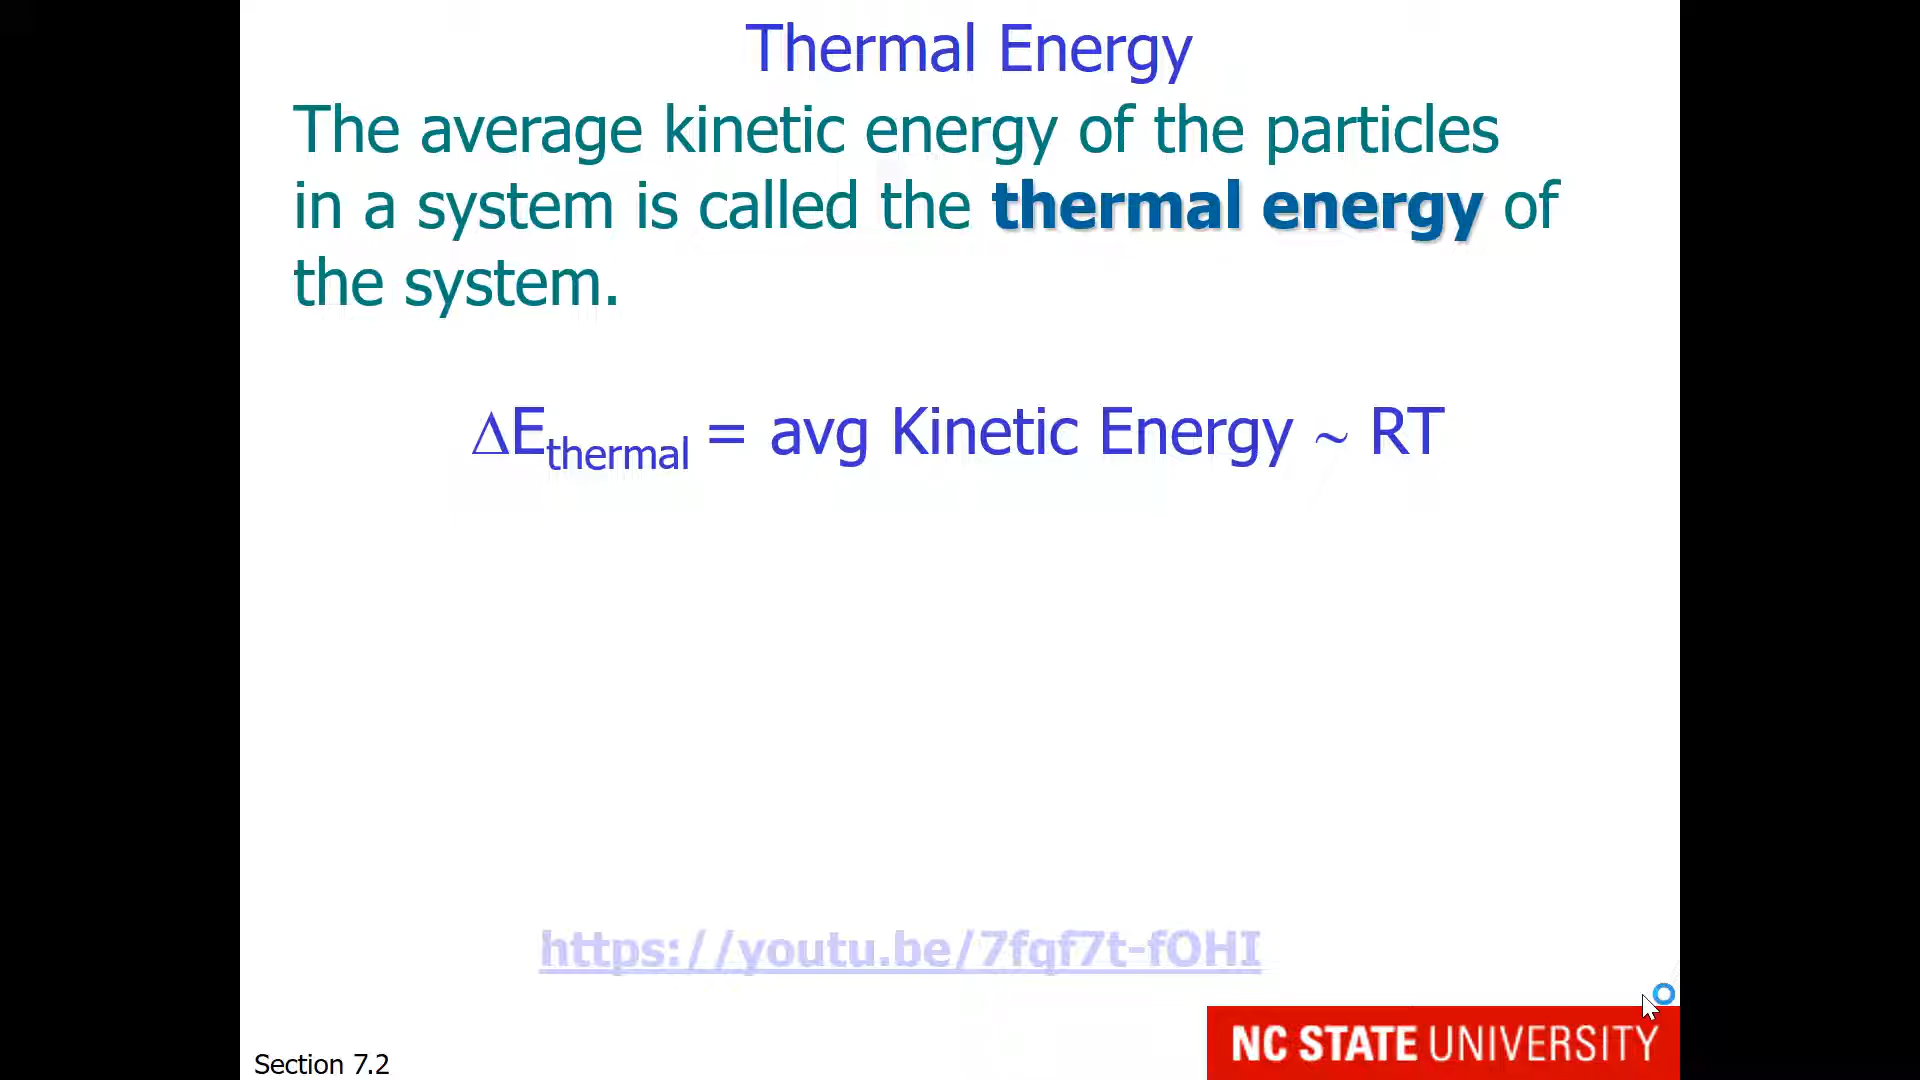 Thermal Energy
The average kinetic energy of the particles
in a system is called the thermal energy of
the system.
ΔEthermal = avg Kinetic Energy ~ RT
https://youtu.be/7fqf7t-fOHI
NC STATE UNIVERSITY
Section 7.2